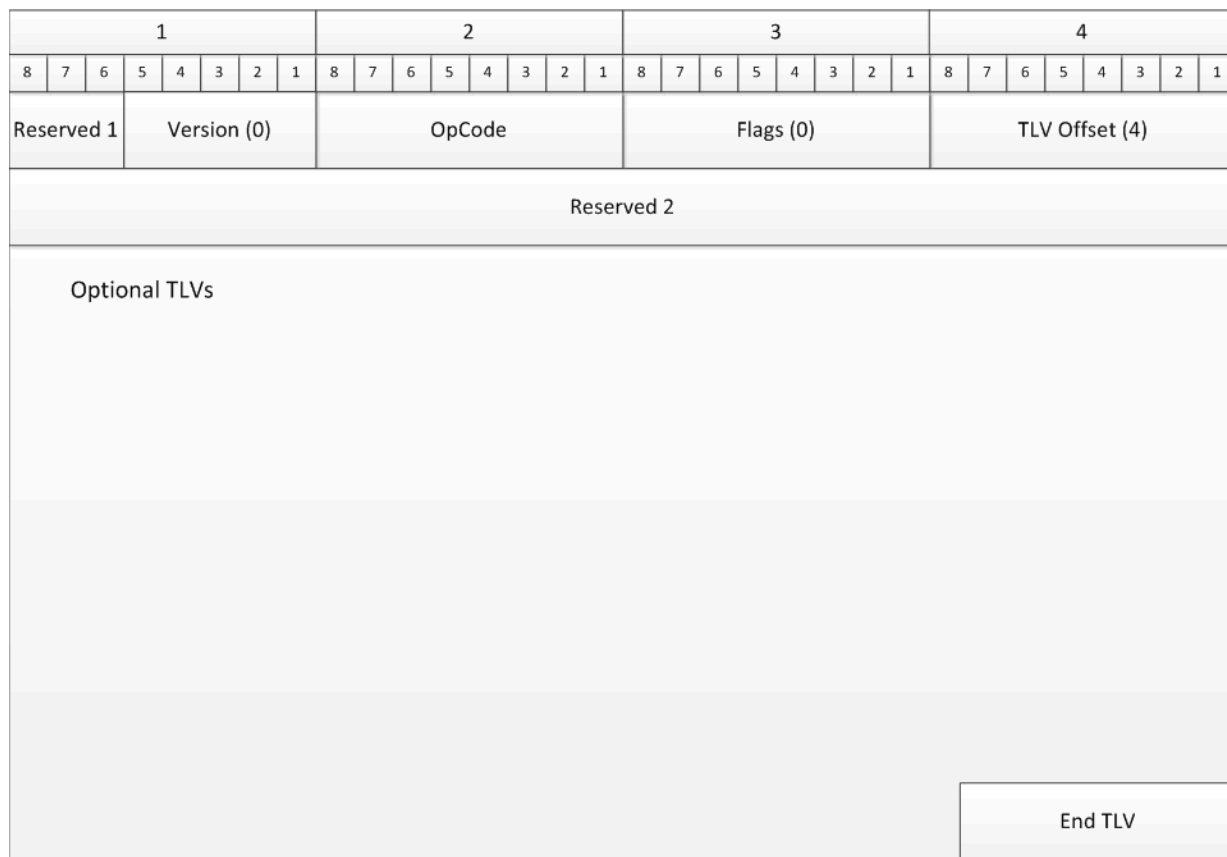 1 2 3 4
8 7 6 5 4 3 2 1 8 7 6 5 4 3 2 1 8 7 6 5 4 3 2 1 8 7 6 5 4 3 2 1
Reserved 1 Version (0) OpCode Flags (0) TLV Offset (4)
Reserved 2
Optional TLVs
End TLV